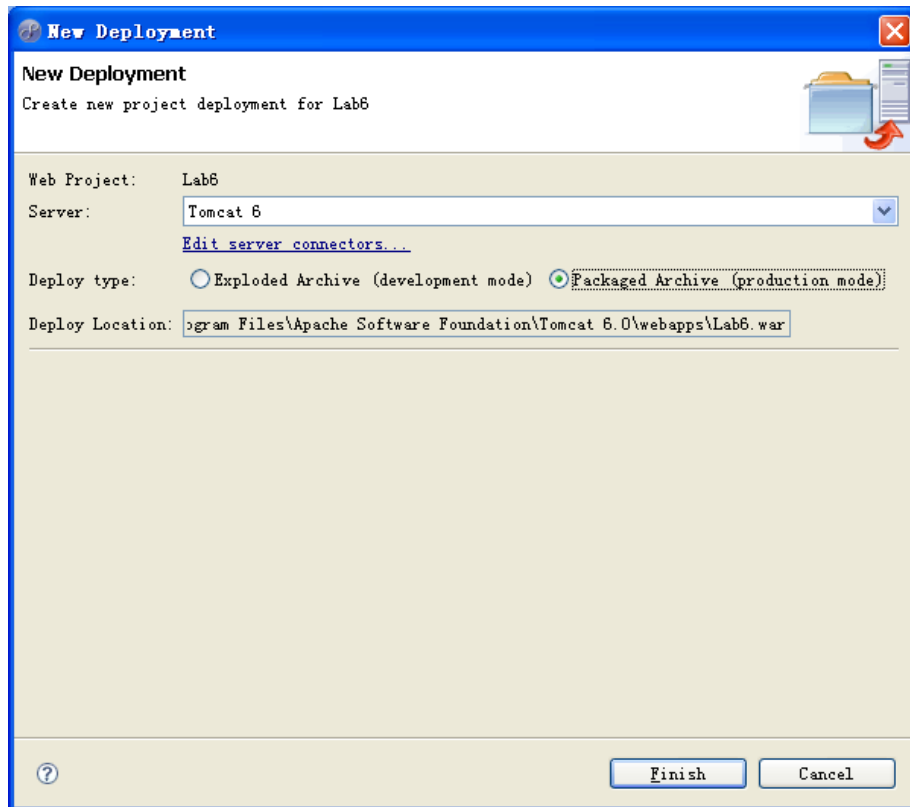 New Deployment
New Deployment
Create new project deployment for Lab6
Web Project: Lab6
Server: Tomcat 6
Edit server connectors...
Deploy type: Exploded Archive (development mode) Packaged Archive (production mode)
Deploy Location: ogram Files\Apache Software Foundation\Tomcat 6.0\webapps\Lab6.war
? Finish Cancel